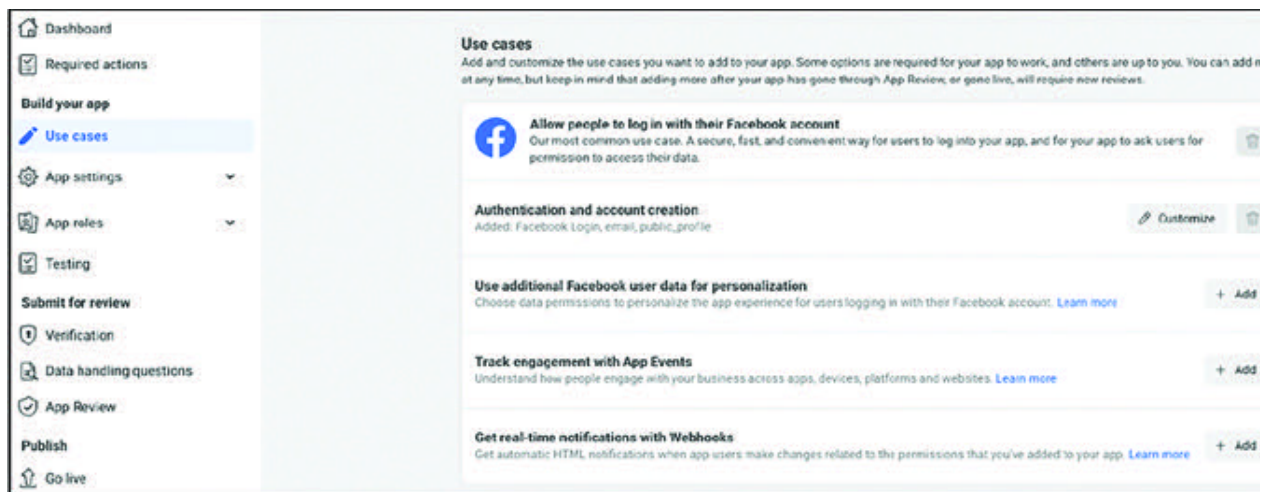 Dashboard
Required actions
Build your app
Use cases
App settings
App roles
Testing
Submit for review
Verification
Data handling questions
App Review
Publish
Go live
Use cases
Add and customize the use cases you want to add to your app. Some options are required for your app to work, and others are up to you. You can add
at any time, but keep in mind that adding more after your app has gone through App Review, or gone live, will require new reviews.
Allow people to log in with their Facebook account
Our most common use case. A secure, fast, and convenient way for users to log into your app, and for your app to ask users for
permission to access their data.
Authentication and account creation
Added: Facebook Login, email, public_profile
Customize
Use additional Facebook user data for personalization
Choose data permissions to personalize the app experience for users logging in with their Facebook account. Learn more
+ Add
Track engagement with App Events
Understand how people engage with your business across apps, devices, platforms and websites. Learn more
+ Add
Get real-time notifications with Webhooks
Get automatic HTML notifications when app users make changes related to the permissions that you've added to your app. Learn more
+ Add